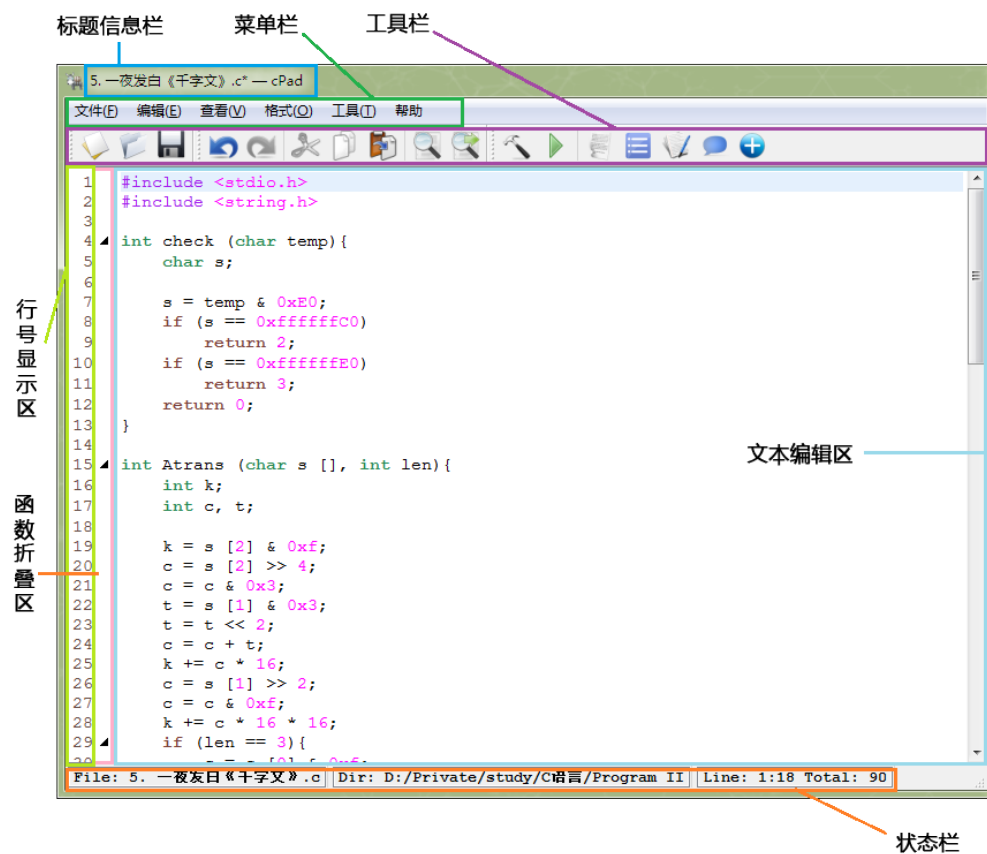 标题信息栏
菜单栏
工具栏
5. 一夜发白《千字文》.c* — cPad
文件(F) 编辑(E) 查看(V) 格式(O) 工具(T) 帮助
1 #include <stdio.h>
2 #include <string.h>
3
4 int check (char temp){
5 char s;
6
7 s = temp & 0xE0;
8 if (s == 0xffffffC0)
9 return 2;
10 if (s == 0xffffffE0)
11 return 3;
12 return 0;
13 }
14
15 int Atrans (char s [], int len){
16 int k;
17 int c, t;
18
19 k = s [2] & 0xf;
20 c = s [2] >> 4;
21 c = c & 0x3;
22 t = s [1] & 0x3;
23 t = t << 2;
24 c = c + t;
25 k += c * 16;
26 c = s [1] >> 2;
27 c = c & 0xf;
28 k += c * 16 * 16;
29 if (len == 3){
30 c = s [0] & 0xf;
行号显示区
函数折叠区
文本编辑区
File: 5. 一夜发白《千字文》.c Dir: D:/Private/study/C语言/Program II Line: 1:18 Total: 90
状态栏